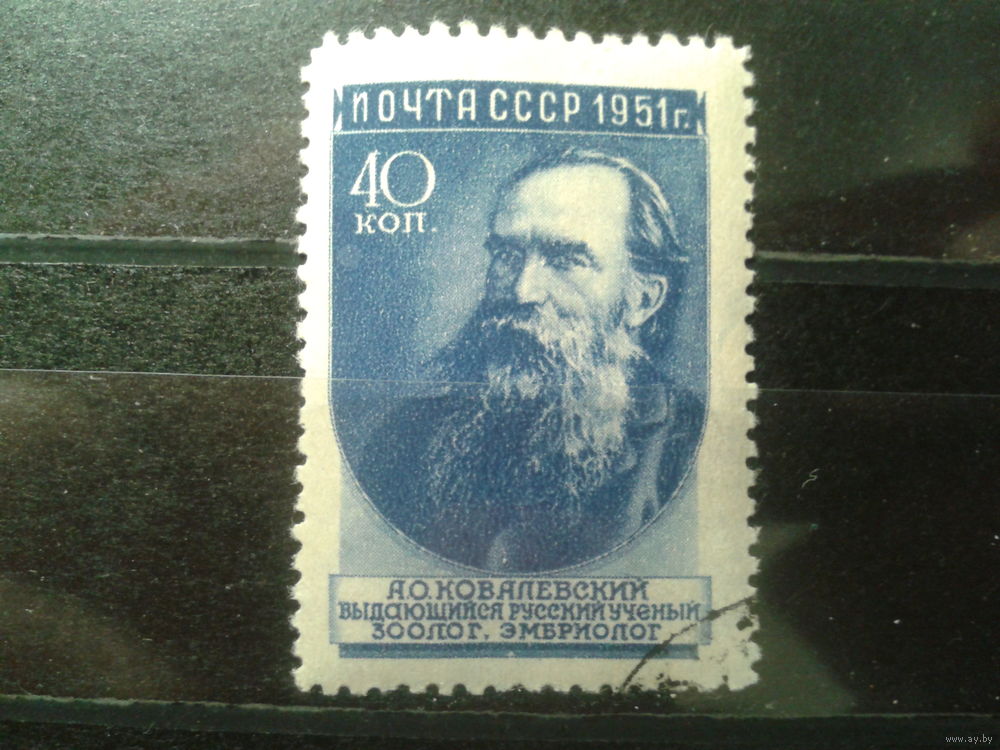 ПОЧТА СССР 1951г.
40
КОП.
А.О.КОВАЛЕВСКИЙ
ВЫДАЮЩИЙСЯ РУССКИЙ УЧЕНЫЙ
ЗООЛОГ, ЭМБРИОЛОГ
www.ay.by